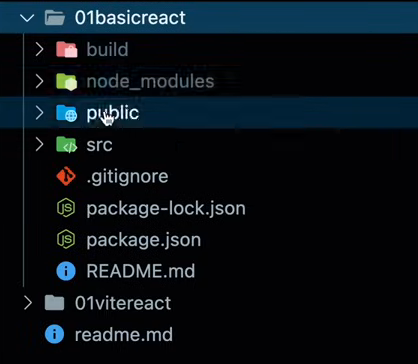 01basicreact
build
node_modules
public
src
.gitignore
package-lock.json
package.json
README.md
01vitereact
readme.md